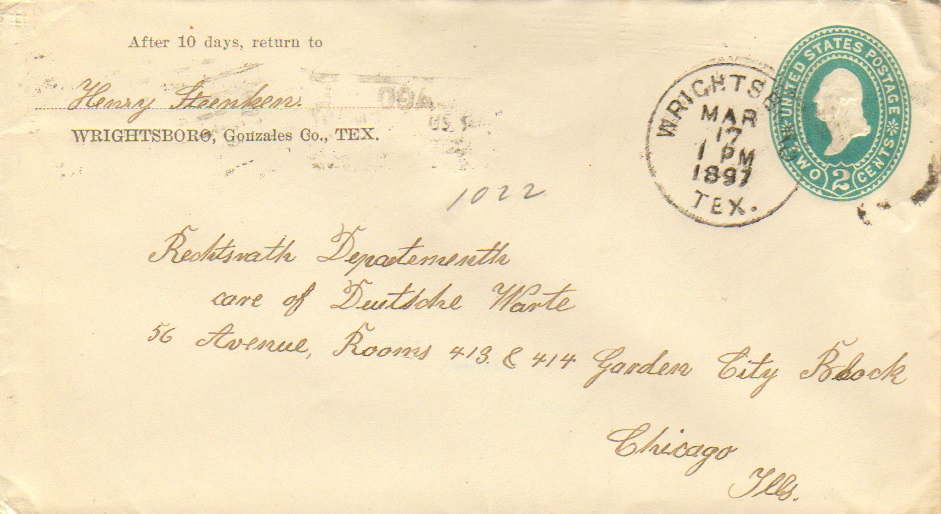 After 10 days, return to
Henry Steenken.
WRIGHTSBORO, Gonzales Co., TEX.
WRIGHTSBORO
MAR
17
1 PM
1897
TEX.
UNITED STATES POSTAGE
TWO 2 CENTS
1022
Rechtsrath Departementh
care of Deutsche Warte
56 Avenue, Rooms 413. & 414 Garden City Block
Chicago
Ills.